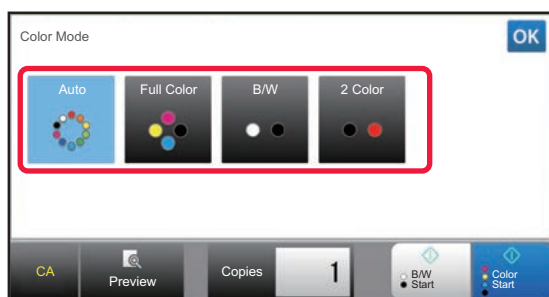 Color Mode
OK
Auto
Full Color
B/W
2 Color
CA
Preview
Copies
1
B/W
Start
Color
Start